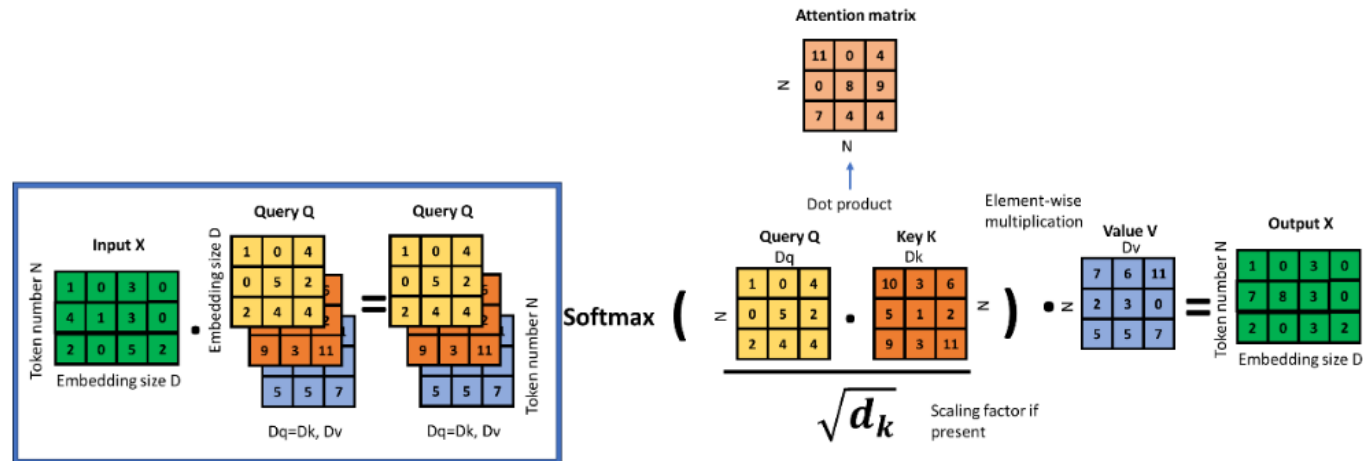 Attention matrix
11 0 4
N 0 8 9
7 4 4
N
Dot product
Input X
Token number N
1 0 3 0
4 1 3 0
2 0 5 2
Embedding size D
.
Query Q
Embedding size D
1 0 4
0 5 2
2 4 4
6
2
9 3 11
1
5 5 7
Dq=Dk, Dv
=
Query Q
1 0 4
0 5 2
2 4 4
6
2
9 3 11
1
5 5 7
Token number N
Dq=Dk, Dv
Softmax (
Query Q
Dq
N
1 0 4
0 5 2
2 4 4
.
Key K
Dk
10 3 6
5 1 2
9 3 11
N
)
√dk
Scaling factor if
present
Element-wise
multiplication
.
Value V
Dv
N
7 6 11
2 3 0
5 5 7
=
Output X
Token number N
1 0 3 0
7 8 3 0
2 0 3 2
Embedding size D